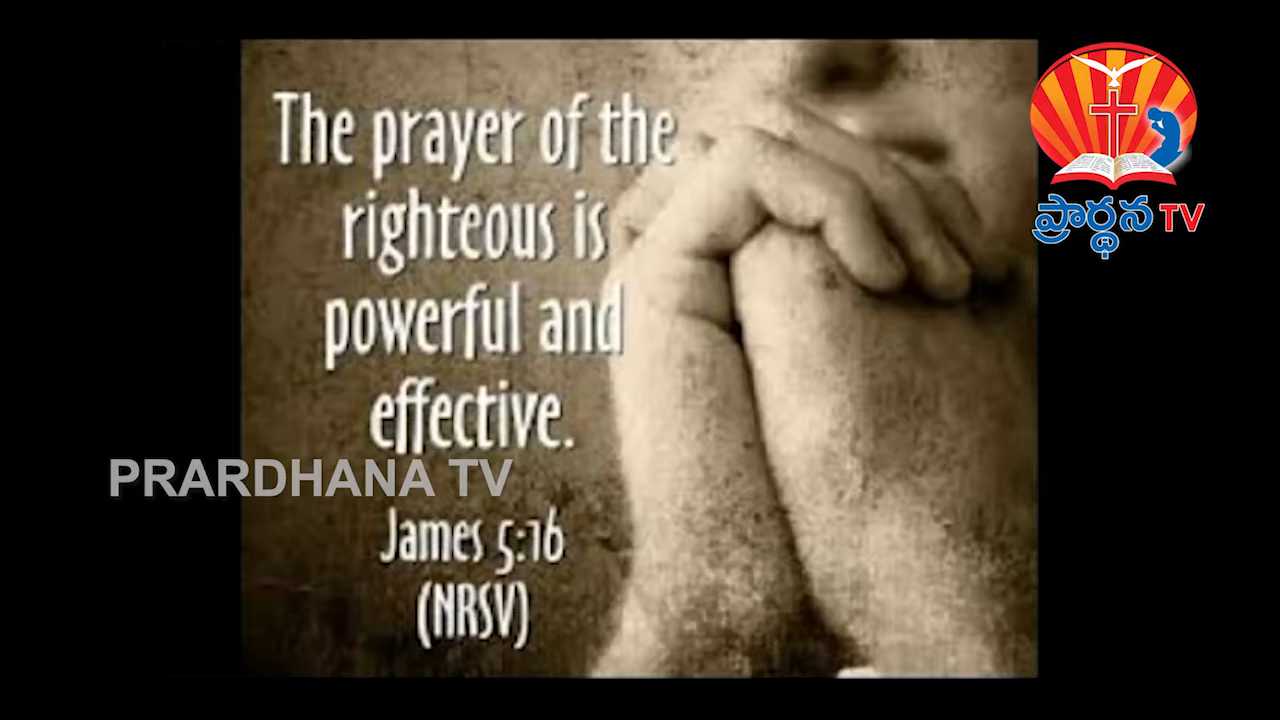 The prayer of the
righteous is
powerful and
effective.
PRARDHANA TV
James 5:16
(NRSV)
ప్రార్థన TV